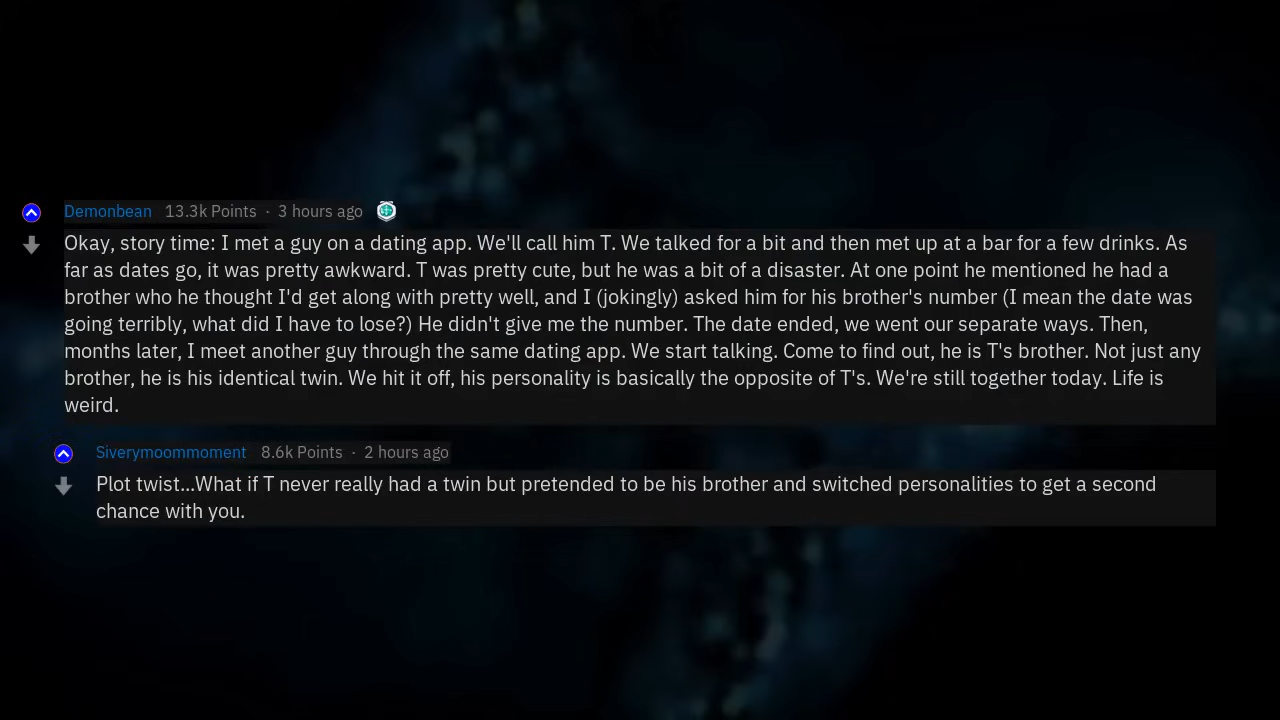 Demonbean 13.3k Points · 3 hours ago
Okay, story time: I met a guy on a dating app. We'll call him T. We talked for a bit and then met up at a bar for a few drinks. As
far as dates go, it was pretty awkward. T was pretty cute, but he was a bit of a disaster. At one point he mentioned he had a
brother who he thought I'd get along with pretty well, and I (jokingly) asked him for his brother's number (I mean the date was
going terribly, what did I have to lose?) He didn't give me the number. The date ended, we went our separate ways. Then,
months later, I meet another guy through the same dating app. We start talking. Come to find out, he is T's brother. Not just any
brother, he is his identical twin. We hit it off, his personality is basically the opposite of T's. We're still together today. Life is
weird.
Siverymoommoment 8.6k Points · 2 hours ago
Plot twist...What if T never really had a twin but pretended to be his brother and switched personalities to get a second
chance with you.